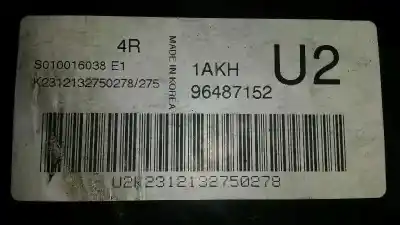 4R
S010016038 E1
K2312132750278/275
MADE IN KOREA
1AKH
96487152
U2
U2K2312132750278